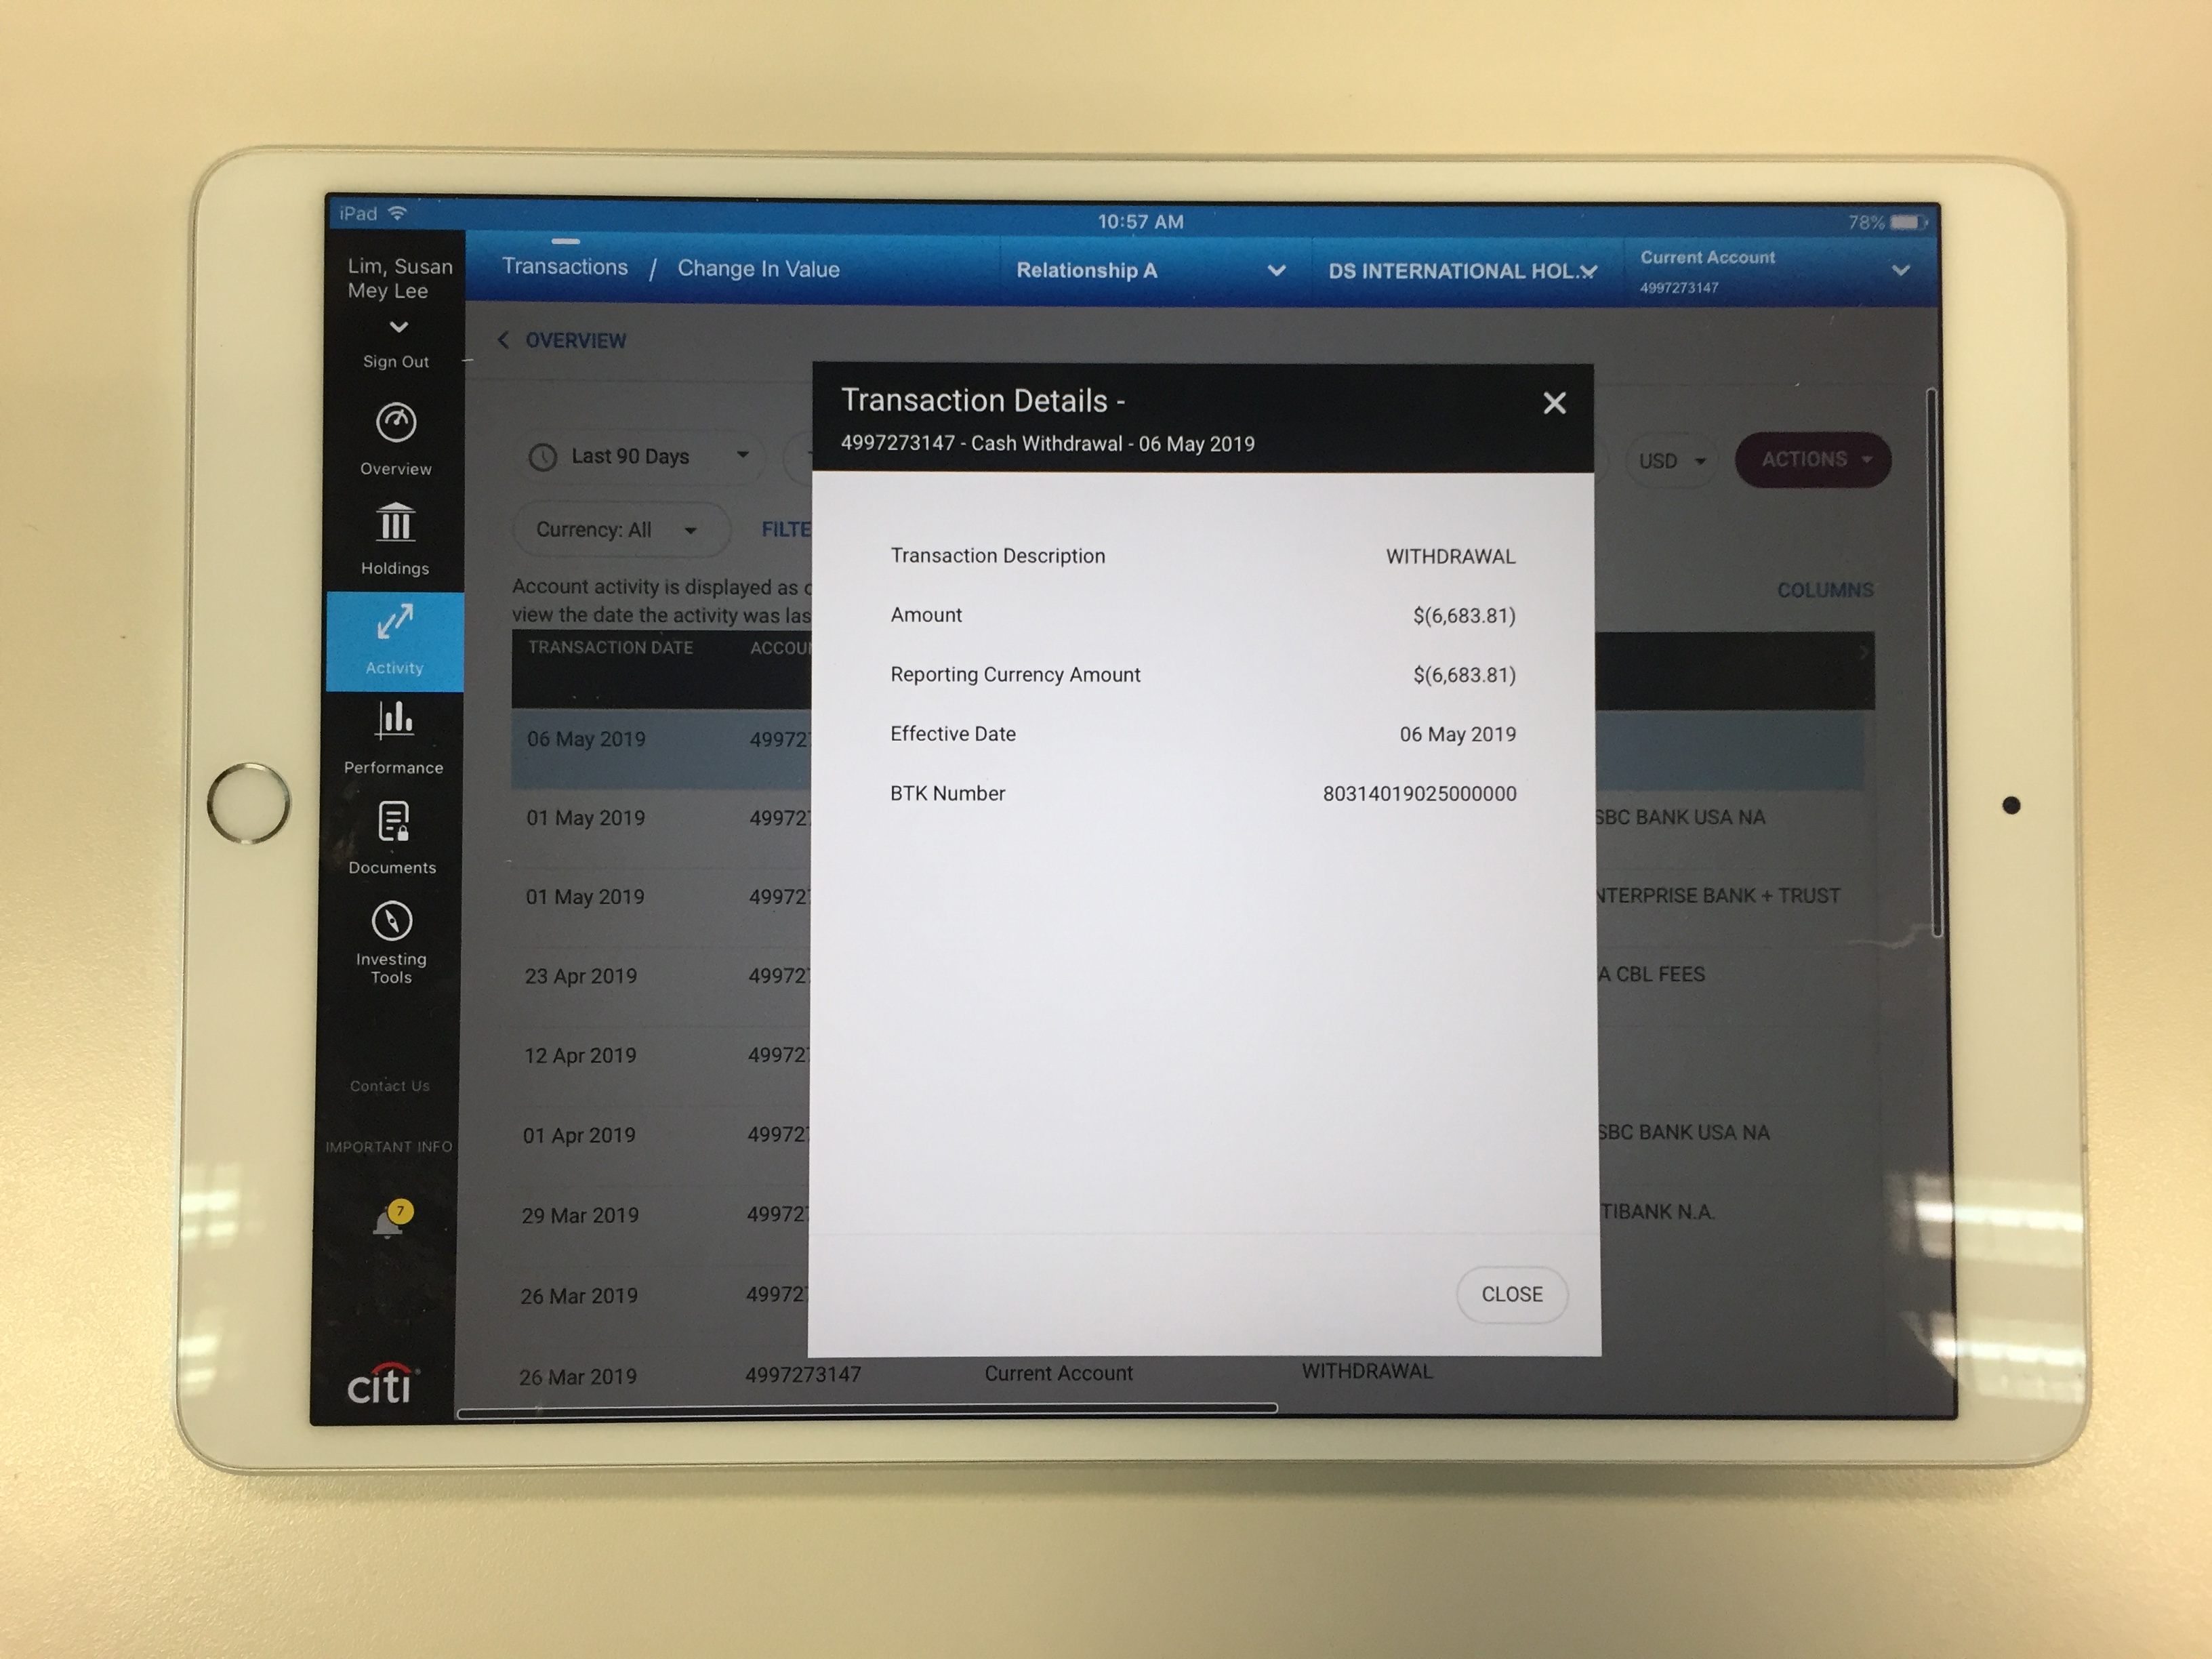 iPad
10:57 AM
78%
Lim, Susan
Mey Lee
Sign Out
Overview
Holdings
Activity
Performance
Documents
Investing
Tools
Contact Us
IMPORTANT INFO
7
citi
Transactions / Change In Value
Relationship A
DS INTERNATIONAL HOL...
Current Account
4997273147
OVERVIEW
Last 90 Days
USD
ACTIONS
Currency: All
FILTE
Account activity is displayed as o
view the date the activity was las
COLUMNS
TRANSACTION DATE
ACCOU
06 May 2019 49972
01 May 2019 49972 SBC BANK USA NA
01 May 2019 49972 NTERPRISE BANK + TRUST
23 Apr 2019 49972 A CBL FEES
12 Apr 2019 49972
01 Apr 2019 49972 SBC BANK USA NA
29 Mar 2019 49972 TIBANK N.A.
26 Mar 2019 49972
26 Mar 2019 4997273147 Current Account WITHDRAWAL
Transaction Details -
4997273147 - Cash Withdrawal - 06 May 2019
Transaction Description WITHDRAWAL
Amount $(6,683.81)
Reporting Currency Amount $(6,683.81)
Effective Date 06 May 2019
BTK Number 80314019025000000
CLOSE